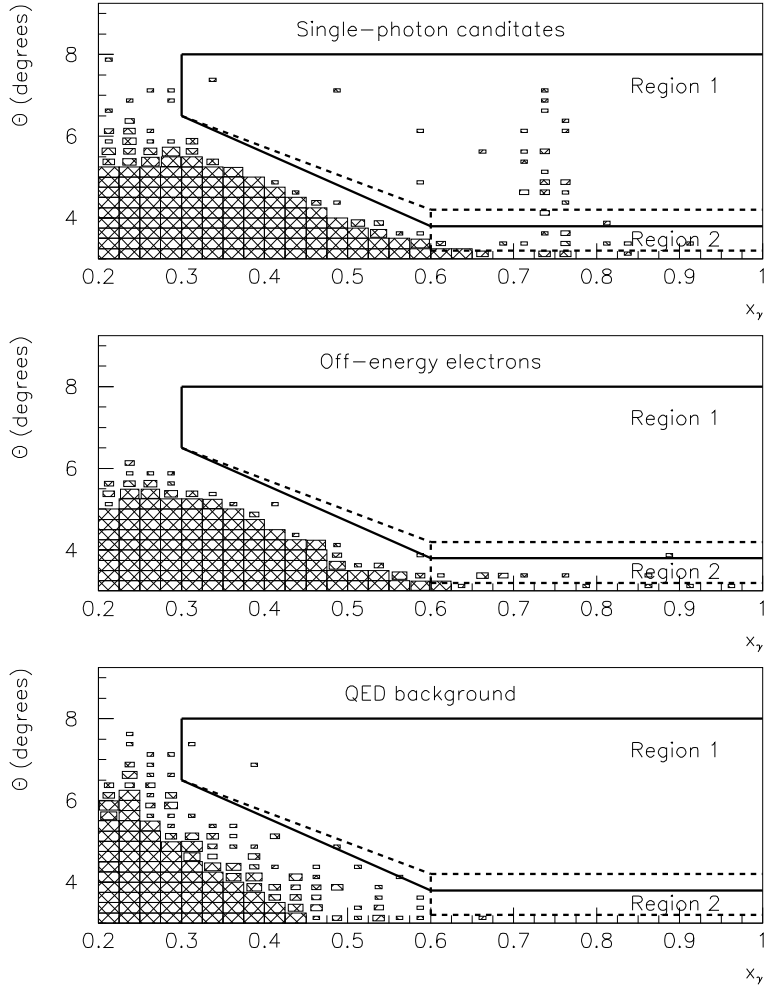 Single-photon canditates
Θ (degrees)
8
6
4
Region 1
Region 2
0.2 0.3 0.4 0.5 0.6 0.7 0.8 0.9 1
xγ
Off-energy electrons
Θ (degrees)
8
6
4
Region 1
Region 2
0.2 0.3 0.4 0.5 0.6 0.7 0.8 0.9 1
xγ
QED background
Θ (degrees)
8
6
4
Region 1
Region 2
0.2 0.3 0.4 0.5 0.6 0.7 0.8 0.9 1
xγ